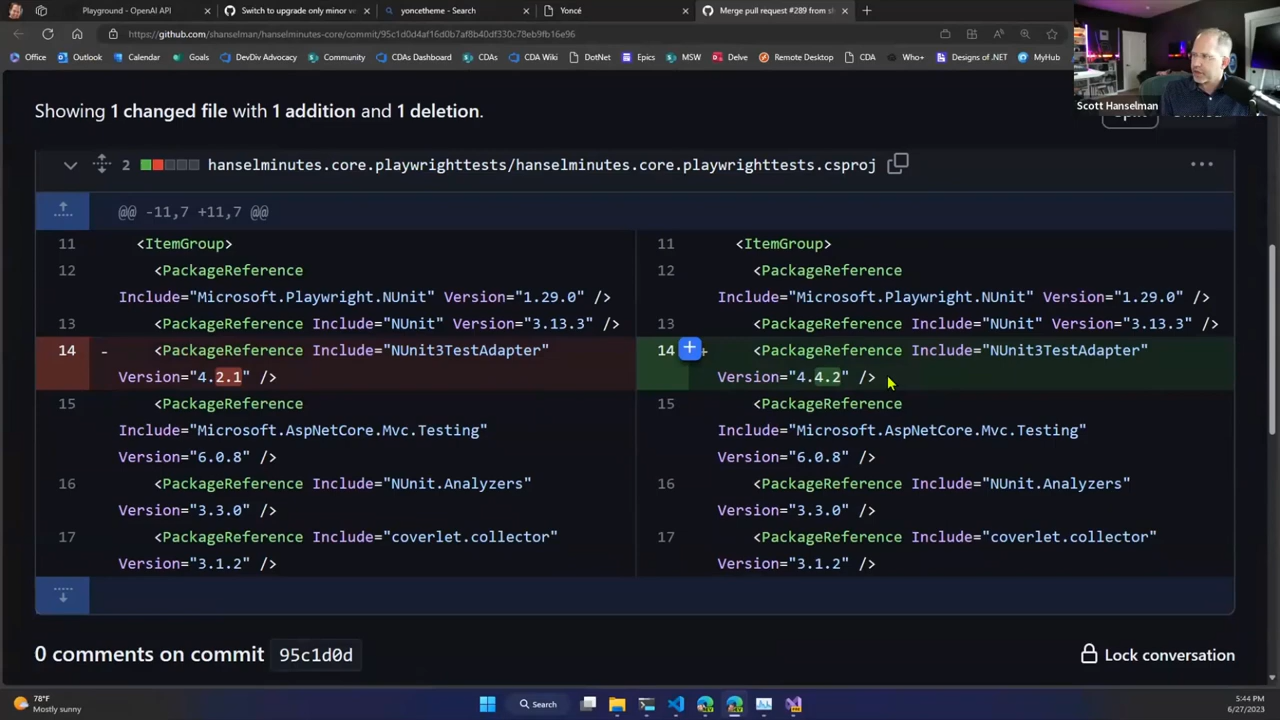 Playground - OpenAI API
Switch to upgrade only minor ve
yoncetheme - Search
Yoncé
Merge pull request #289 from s
https://github.com/shanselman/hanselminutes-core/commit/95c1d0d4af16d0b7af8b40df330c78eb9fb16e96
Office
Outlook
Calendar
Goals
DevDiv Advocacy
Community
CDAs Dashboard
CDAs
CDA Wiki
DotNet
Epics
MSW
Delve
Remote Desktop
CDA
Who+
Designs of .NET
MyHub
Scott Hanselman
Showing 1 changed file with 1 addition and 1 deletion.
2 hanselminutes.core.playwrighttests/hanselminutes.core.playwrighttests.csproj
@@ -11,7 +11,7 @@
11 <ItemGroup>
12 <PackageReference
Include="Microsoft.Playwright.NUnit" Version="1.29.0" />
13 <PackageReference Include="NUnit" Version="3.13.3" />
14 - <PackageReference Include="NUnit3TestAdapter"
Version="4.2.1" />
15 <PackageReference
Include="Microsoft.AspNetCore.Mvc.Testing"
Version="6.0.8" />
16 <PackageReference Include="NUnit.Analyzers"
Version="3.3.0" />
17 <PackageReference Include="coverlet.collector"
Version="3.1.2" />
11 <ItemGroup>
12 <PackageReference
Include="Microsoft.Playwright.NUnit" Version="1.29.0" />
13 <PackageReference Include="NUnit" Version="3.13.3" />
14 + <PackageReference Include="NUnit3TestAdapter"
Version="4.4.2" />
15 <PackageReference
Include="Microsoft.AspNetCore.Mvc.Testing"
Version="6.0.8" />
16 <PackageReference Include="NUnit.Analyzers"
Version="3.3.0" />
17 <PackageReference Include="coverlet.collector"
Version="3.1.2" />
0 comments on commit 95c1d0d
Lock conversation
78°F
Mostly sunny
Search
5:44 PM
6/27/2023